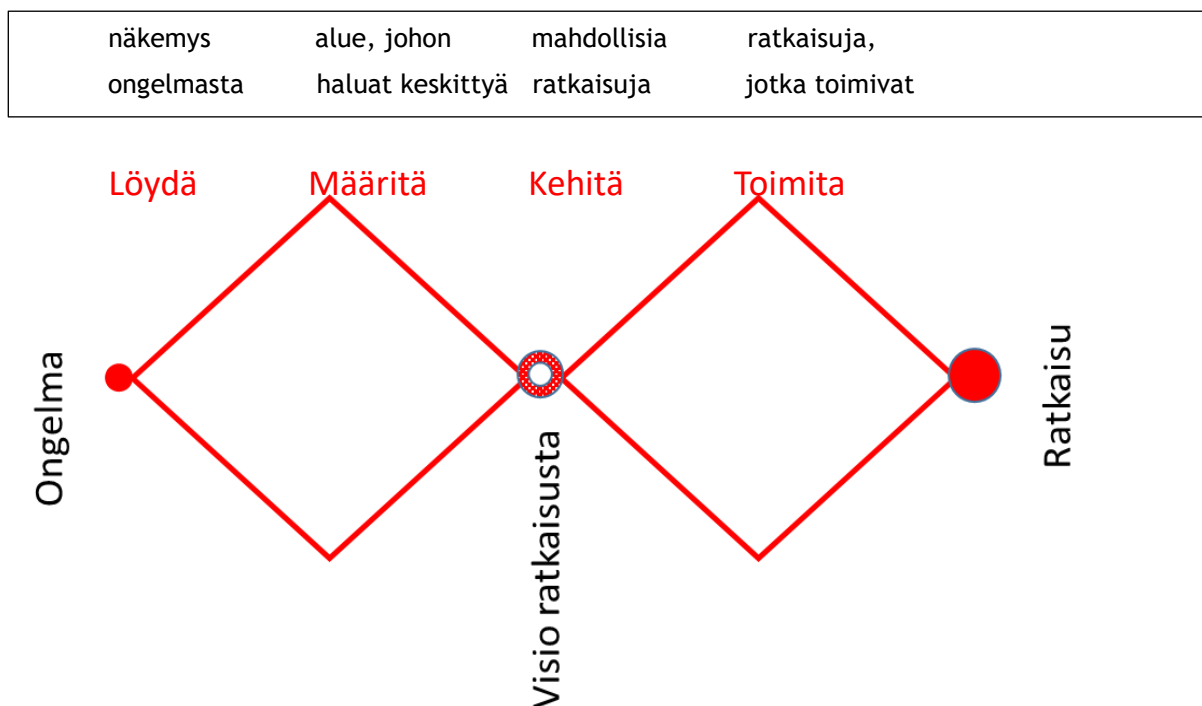 näkemys alue, johon mahdollisia ratkaisuja,
ongelmasta haluat keskittyä ratkaisuja jotka toimivat
Löydä Määritä Kehitä Toimita
Ongelma
Visio ratkaisusta
Ratkaisu